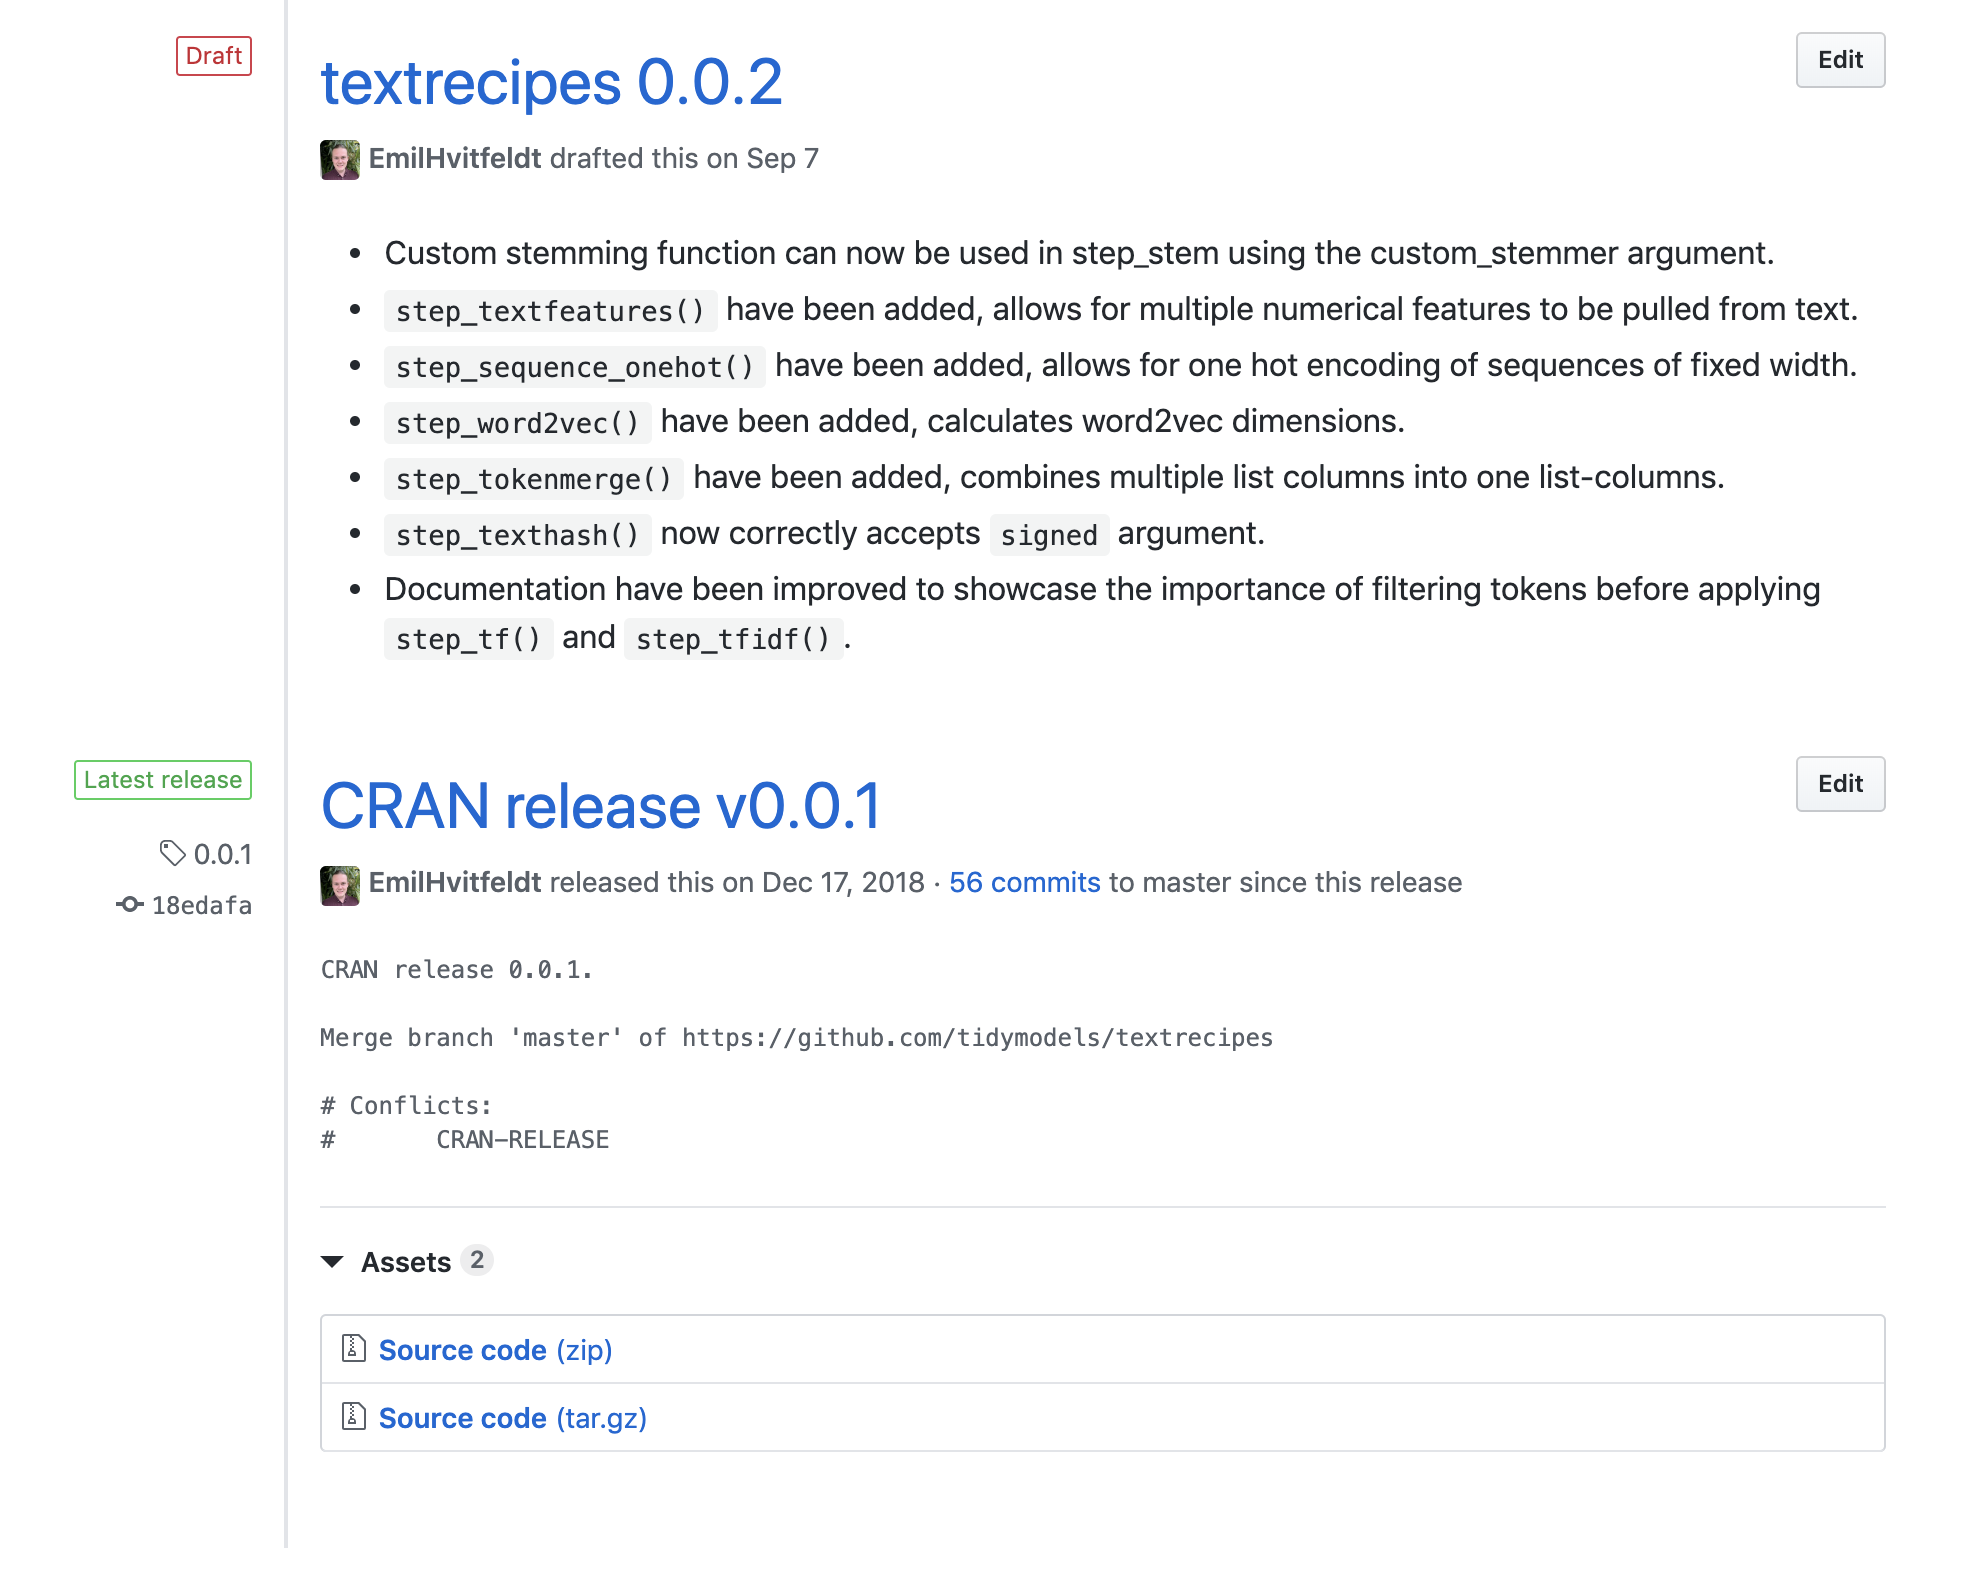 Draft
textrecipes 0.0.2
Edit
EmilHvitfeldt drafted this on Sep 7
• Custom stemming function can now be used in step_stem using the custom_stemmer argument.
• step_textfeatures() have been added, allows for multiple numerical features to be pulled from text.
• step_sequence_onehot() have been added, allows for one hot encoding of sequences of fixed width.
• step_word2vec() have been added, calculates word2vec dimensions.
• step_tokenmerge() have been added, combines multiple list columns into one list-columns.
• step_texthash() now correctly accepts signed argument.
• Documentation have been improved to showcase the importance of filtering tokens before applying
step_tf() and step_tfidf().
Latest release
0.0.1
18edafa
CRAN release v0.0.1
Edit
EmilHvitfeldt released this on Dec 17, 2018 · 56 commits to master since this release
CRAN release 0.0.1.
Merge branch 'master' of https://github.com/tidymodels/textrecipes
# Conflicts:
#       CRAN-RELEASE
Assets 2
Source code (zip)
Source code (tar.gz)